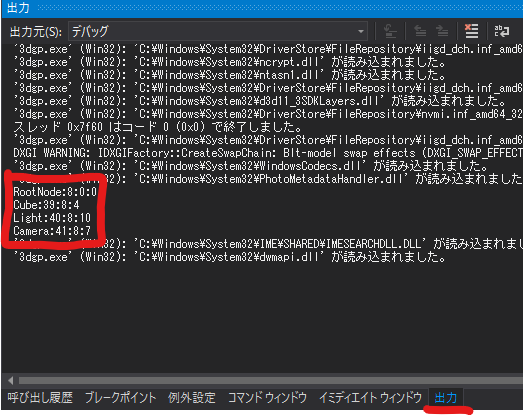 出力
出力元(S): デバッグ
'3dgp.exe' (Win32): 'C:¥Windows¥System32¥DriverStore¥FileRepository¥iigd_dch.inf_amd6
'3dgp.exe' (Win32): 'C:¥Windows¥System32¥ncrypt.dll' が読み込まれました。
'3dgp.exe' (Win32): 'C:¥Windows¥System32¥ntasn1.dll' が読み込まれました。
'3dgp.exe' (Win32): 'C:¥Windows¥System32¥DriverStore¥FileRepository¥iigd_dch.inf_amd6
'3dgp.exe' (Win32): 'C:¥Windows¥System32¥d3d11_3SDKLayers.dll' が読み込まれました。
'3dgp.exe' (Win32): 'C:¥Windows¥System32¥DriverStore¥FileRepository¥nvmi.inf_amd64_32
スレッド 0x7f60 はコード 0 (0x0) で終了しました。
'3dgp.exe' (Win32): 'C:¥Windows¥System32¥DriverStore¥FileRepository¥iigd_dch.inf_amd6
DXGI WARNING: IDXGIFactory::CreateSwapChain: Blt-model swap effects (DXGI_SWAP_EFFECT
'3dgp.exe' (Win32): 'C:¥Windows¥System32¥WindowsCodecs.dll' が読み込まれました。
'3dgp.exe' (Win32): 'C:¥Windows¥System32¥PhotoMetadataHandler.dll' が読み込まれました。
RootNode:8:0:0
Cube:39:8:4
Light:40:8:10
Camera:41:8:7
'3dgp.exe' (Win32): 'C:¥Windows¥System32¥IME¥SHARED¥IMESEARCHDLL.DLL' が読み込まれま
'3dgp.exe' (Win32): 'C:¥Windows¥System32¥dwmapi.dll' が読み込まれました。
呼び出し履歴 ブレークポイント 例外設定 コマンド ウィンドウ イミディエイト ウィンドウ 出力